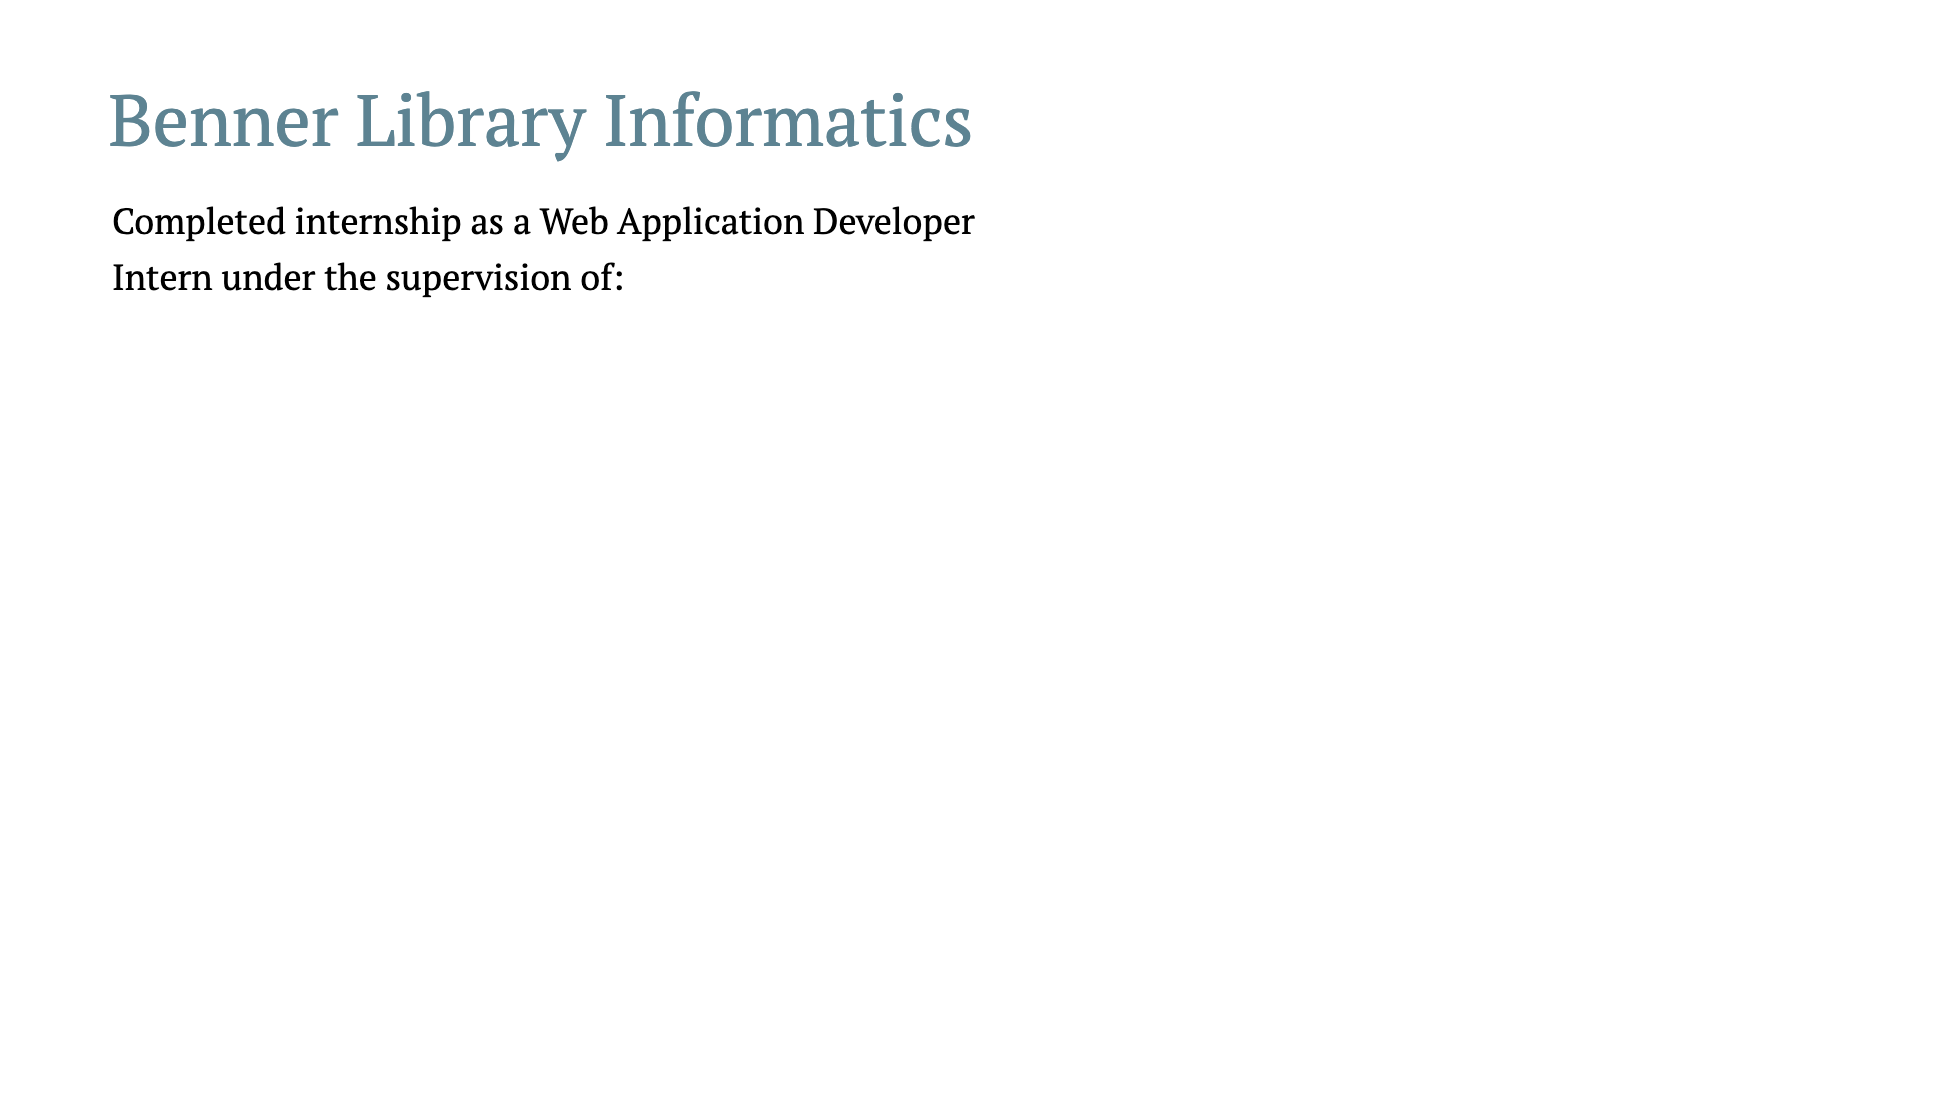 Benner Library Informatics
Completed internship as a Web Application Developer
Intern under the supervision of: